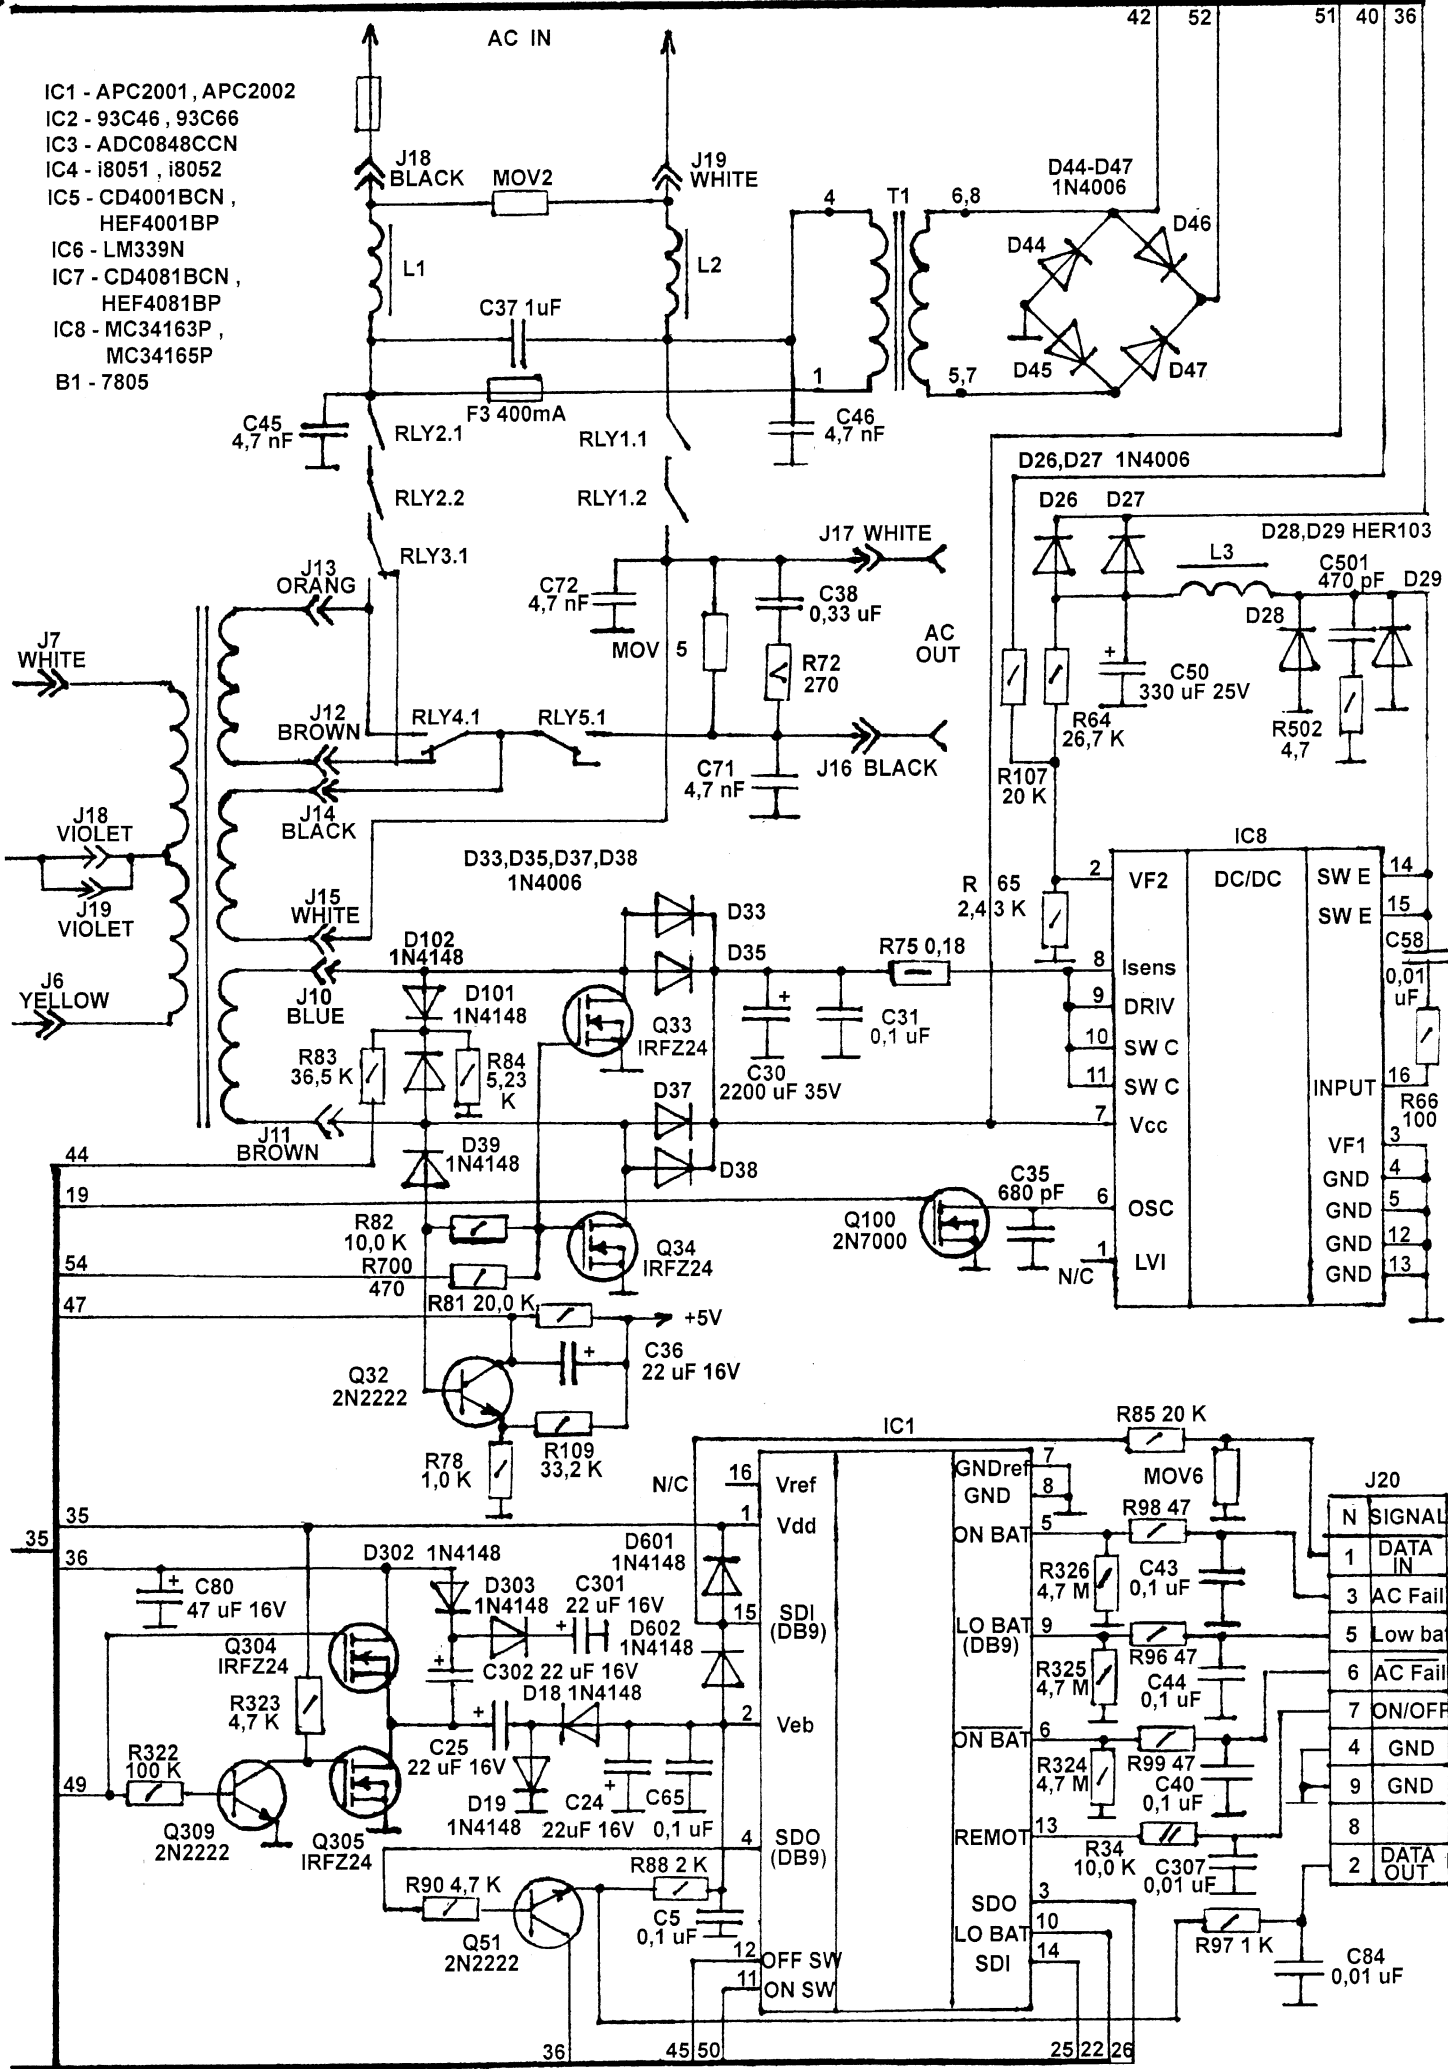 42 52 51 40 36
AC IN
IC1 - APC2001 , APC2002
IC2 - 93C46 , 93C66
IC3 - ADC0848CCN
IC4 - i8051 , i8052
IC5 - CD4001BCN ,
HEF4001BP
IC6 - LM339N
IC7 - CD4081BCN ,
HEF4081BP
IC8 - MC34163P ,
MC34165P
B1 - 7805
J18
BLACK
MOV2
J19
WHITE
L1
L2
C37 1uF
F3 400mA
C45
4,7 nF
RLY2.1
RLY1.1
RLY2.2
RLY1.2
RLY3.1
4
T1
6,8
1
5,7
C46
4,7 nF
D44-D47
1N4006
D44
D46
D45
D47
D26,D27 1N4006
D26
D27
D28,D29 HER103
L3
C501
470 pF
D29
D28
C50
330 uF 25V
R502
4,7
R64
26,7 K
R107
20 K
J17 WHITE
C72
4,7 nF
C38
0,33 uF
MOV 5
R72
270
AC
OUT
J16 BLACK
C71
4,7 nF
J13
ORANG
J7
WHITE
J12
BROWN
RLY4.1
RLY5.1
J14
BLACK
J18
VIOLET
J19
VIOLET
J15
WHITE
J6
YELLOW
J10
BLUE
J11
BROWN
D33,D35,D37,D38
1N4006
D33
D35
D102
1N4148
D101
1N4148
R83
36,5 K
R84
5,23
K
Q33
IRFZ24
D37
D38
D39
1N4148
R75 0,18
C30
2200 uF 35V
C31
0,1 uF
R 65
2,43 K
IC8
DC/DC
2 VF2
8 Isens
9 DRIV
10 SW C
11 SW C
7 Vcc
6 OSC
1 LVI
N/C
SW E 14
SW E 15
INPUT 16
VF1 3
GND 4
GND 5
GND 12
GND 13
C58
0,01
uF
R66
100
C35
680 pF
Q100
2N7000
44
19
54
47
R82
10,0 K
R700
470
Q34
IRFZ24
R81 20,0 K
+5V
C36
22 uF 16V
Q32
2N2222
R78
1,0 K
R109
33,2 K
IC1
N/C
16 Vref
1 Vdd
15 SDI
(DB9)
2 Veb
4 SDO
(DB9)
12 OFF SW
11 ON SW
GNDref 7
GND 8
ON BAT 5
LO BAT 9
(DB9)
ON BAT 6
REMOT 13
SDO 3
LO BAT 10
SDI 14
R85 20 K
MOV6
R98 47
R326
4,7 M
C43
0,1 uF
R96 47
R325
4,7 M
C44
0,1 uF
R99 47
R324
4,7 M
C40
0,1 uF
R34
10,0 K
C307
0,01 uF
R97 1 K
C84
0,01 uF
J20
N SIGNAL
1 DATA
IN
3 AC Fail
5 Low bat
6 AC Fail
7 ON/OFF
4 GND
9 GND
8
2 DATA
OUT
35
35
36
49
C80
47 uF 16V
D302 1N4148
D303
1N4148
C301
22 uF 16V
D601
1N4148
D602
1N4148
Q304
IRFZ24
C302 22 uF 16V
D18 1N4148
R323
4,7 K
C25
22 uF 16V
R322
100 K
Q309
2N2222
Q305
IRFZ24
D19
1N4148
C24
22uF 16V
C65
0,1 uF
R88 2 K
R90 4,7 K
C5
0,1 uF
Q51
2N2222
36 45 50 25 22 26